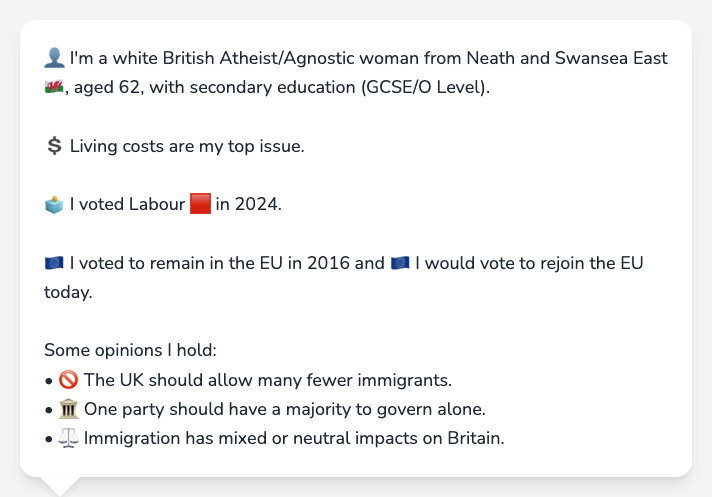 👤 I'm a white British Atheist/Agnostic woman from Neath and Swansea East
🏴󠁧󠁢󠁷󠁬󠁳󠁿, aged 62, with secondary education (GCSE/O Level).
💲 Living costs are my top issue.
🗳️ I voted Labour 🟥 in 2024.
🇪🇺 I voted to remain in the EU in 2016 and 🇪🇺 I would vote to rejoin the EU
today.
Some opinions I hold:
• 🚫 The UK should allow many fewer immigrants.
• 🏛️ One party should have a majority to govern alone.
• ⚖️ Immigration has mixed or neutral impacts on Britain.